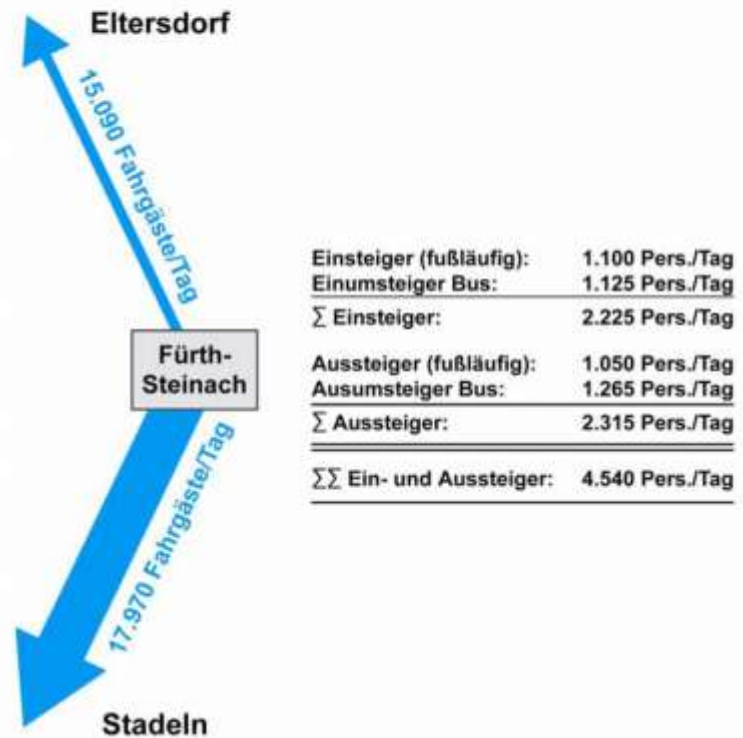 Eltersdorf
15.090 Fahrgäste/Tag
Fürth-
Steinach
17.970 Fahrgäste/Tag
Stadeln
Einsteiger (fußläufig): 1.100 Pers./Tag
Einumsteiger Bus: 1.125 Pers./Tag
∑ Einsteiger: 2.225 Pers./Tag
Aussteiger (fußläufig): 1.050 Pers./Tag
Ausumsteiger Bus: 1.265 Pers./Tag
∑ Aussteiger: 2.315 Pers./Tag
∑∑ Ein- und Aussteiger: 4.540 Pers./Tag